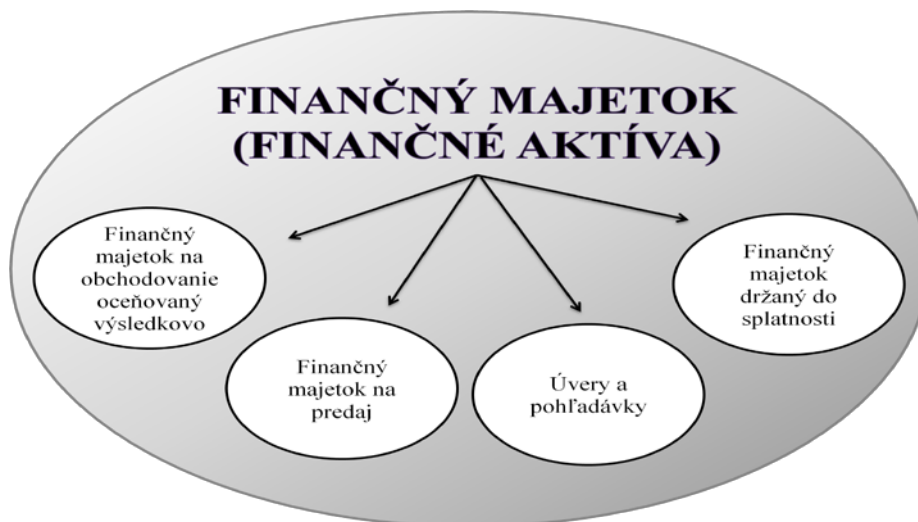 FINANČNÝ MAJETOK
(FINANČNÉ AKTÍVA)
Finančný
majetok na
obchodovanie
oceňovaný
výsledkovo
Finančný
majetok na
predaj
Úvery a
pohľadávky
Finančný
majetok
držaný do
splatnosti